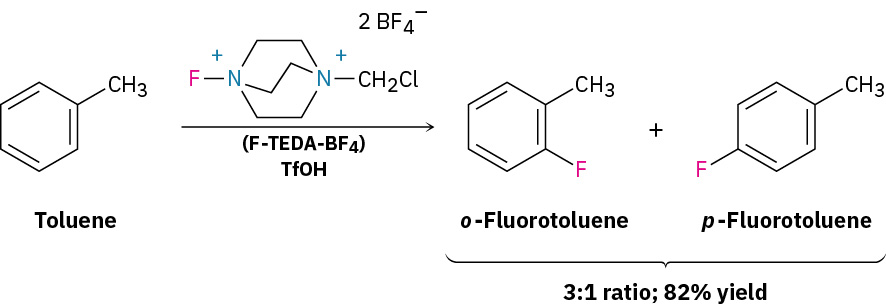 2 BF₄⁻
CH₃
F—N⁺
N⁺—CH₂Cl
(F-TEDA-BF₄)
TfOH
CH₃
F
+
CH₃
F
Toluene
o-Fluorotoluene
p-Fluorotoluene
3:1 ratio; 82% yield